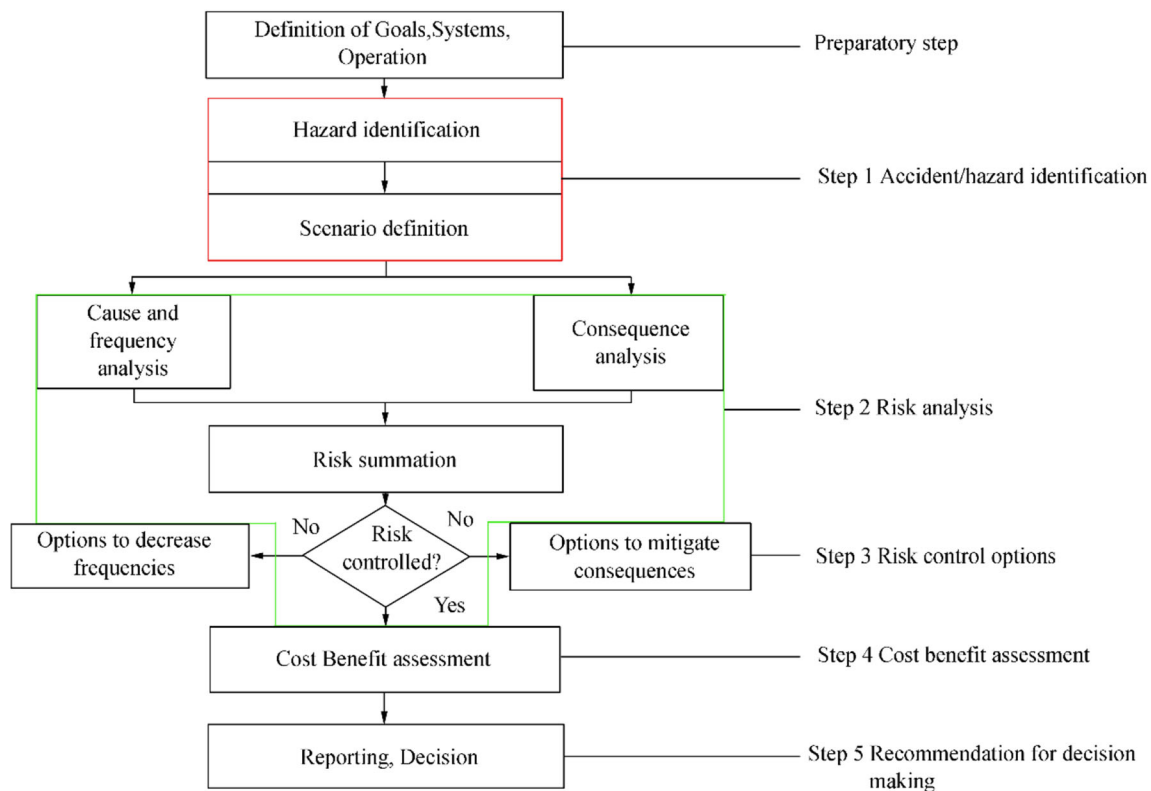 Definition of Goals,Systems,
Operation
Preparatory step
Hazard identification
Step 1 Accident/hazard identification
Scenario definition
Cause and
frequency
analysis
Consequence
analysis
Step 2 Risk analysis
Risk summation
No
No
Risk
controlled?
Yes
Options to decrease
frequencies
Options to mitigate
consequences
Step 3 Risk control options
Cost Benefit assessment
Step 4 Cost benefit assessment
Reporting, Decision
Step 5 Recommendation for decision
making